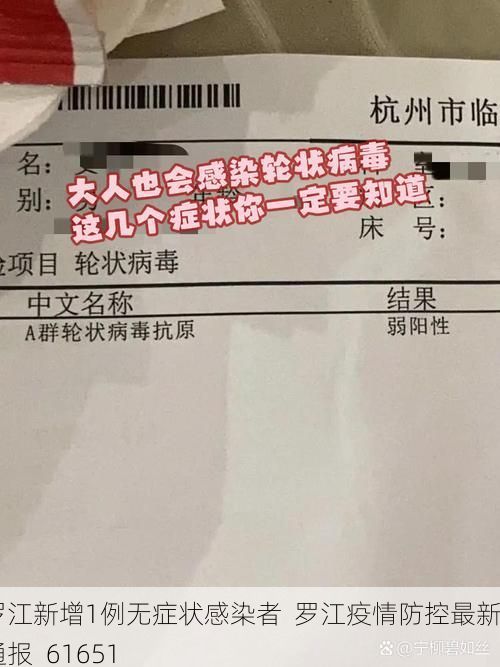 杭州市临
名:
大人也会感染轮状病毒
别:
区:
这几个症状你一定要知道
床 号:
项目 轮状病毒
中文名称 结果
A群轮状病毒抗原 弱阳性
罗江新增1例无症状感染者 罗江疫情防控最新
通报 61651
@宁柳碧如丝